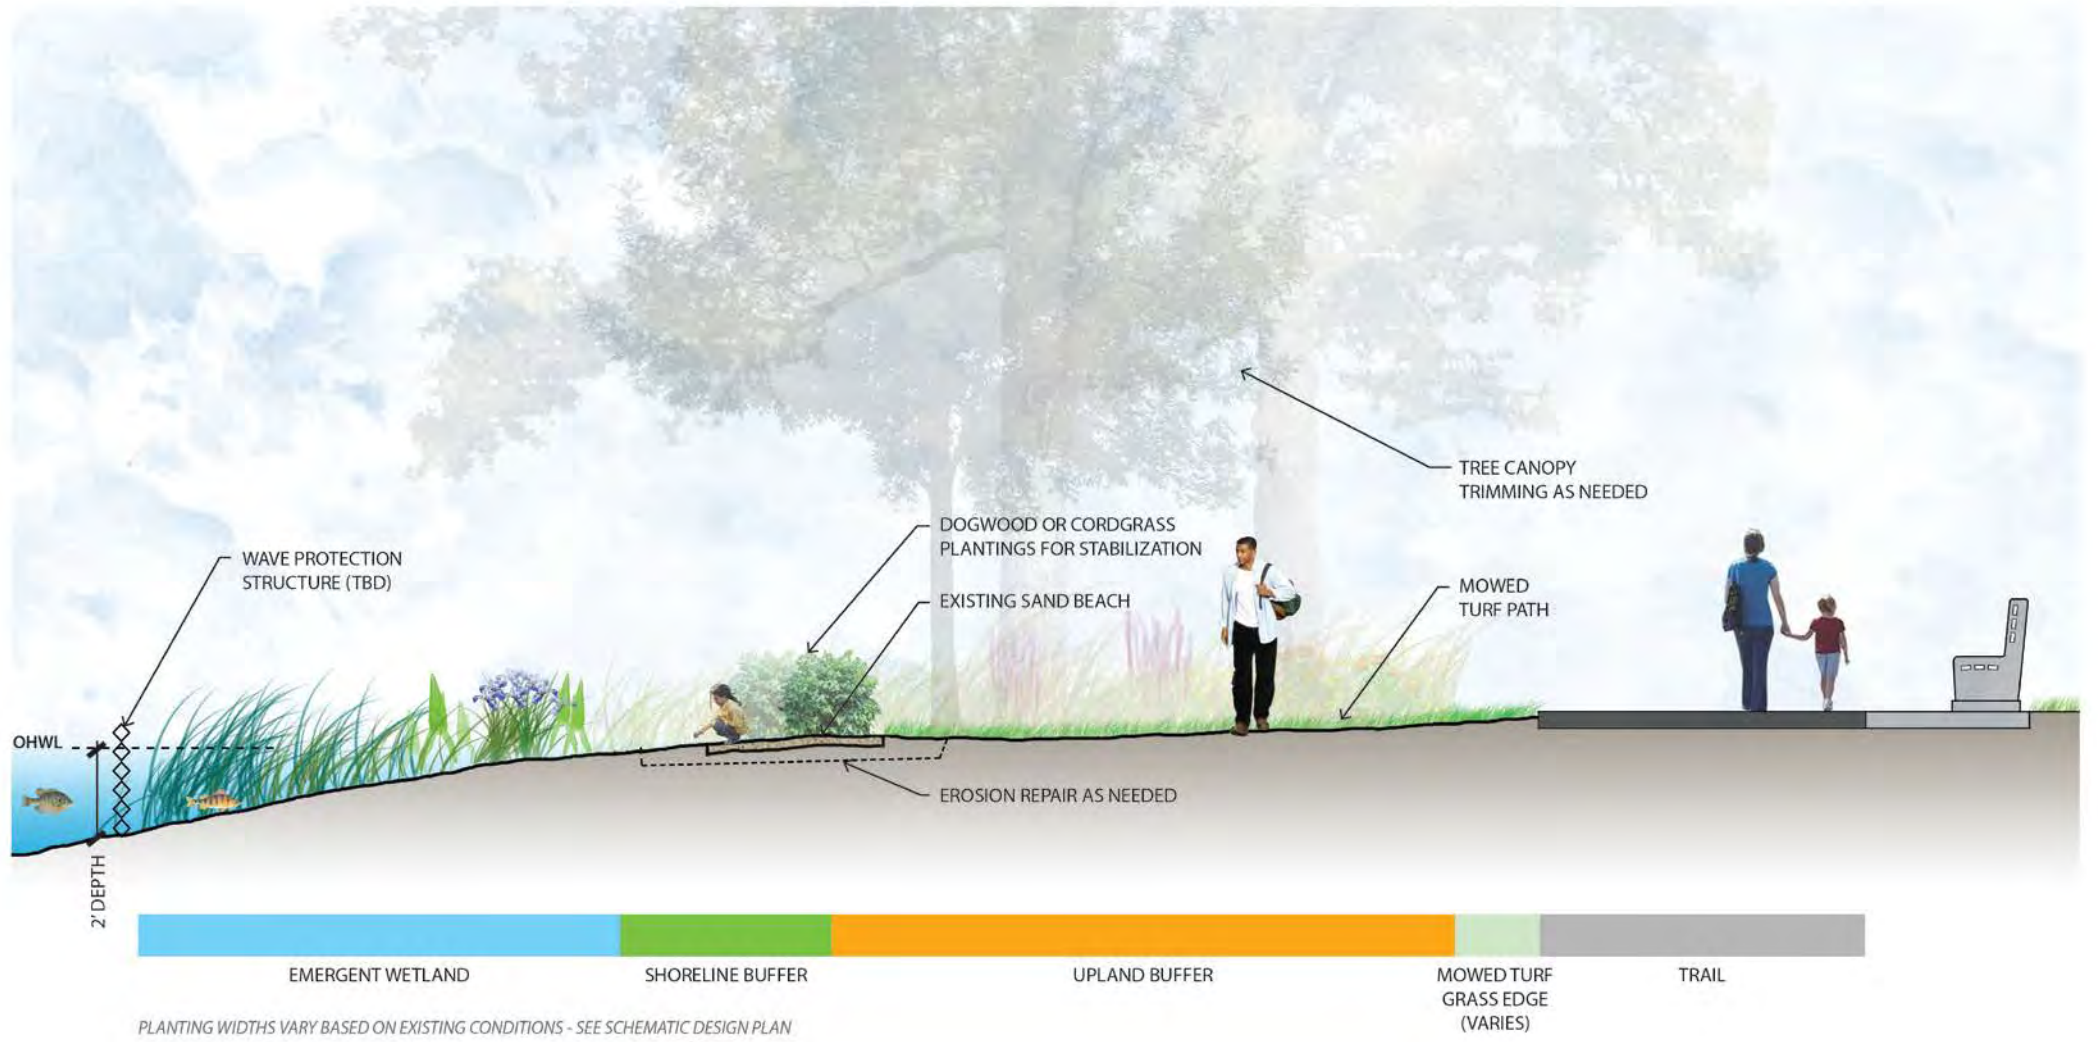 TREE CANOPY
TRIMMING AS NEEDED
DOGWOOD OR CORDGRASS
PLANTINGS FOR STABILIZATION
WAVE PROTECTION
STRUCTURE (TBD)
EXISTING SAND BEACH
MOWED
TURF PATH
OHWL
EROSION REPAIR AS NEEDED
2' DEPTH
EMERGENT WETLAND
SHORELINE BUFFER
UPLAND BUFFER
MOWED TURF
GRASS EDGE
(VARIES)
TRAIL
PLANTING WIDTHS VARY BASED ON EXISTING CONDITIONS - SEE SCHEMATIC DESIGN PLAN